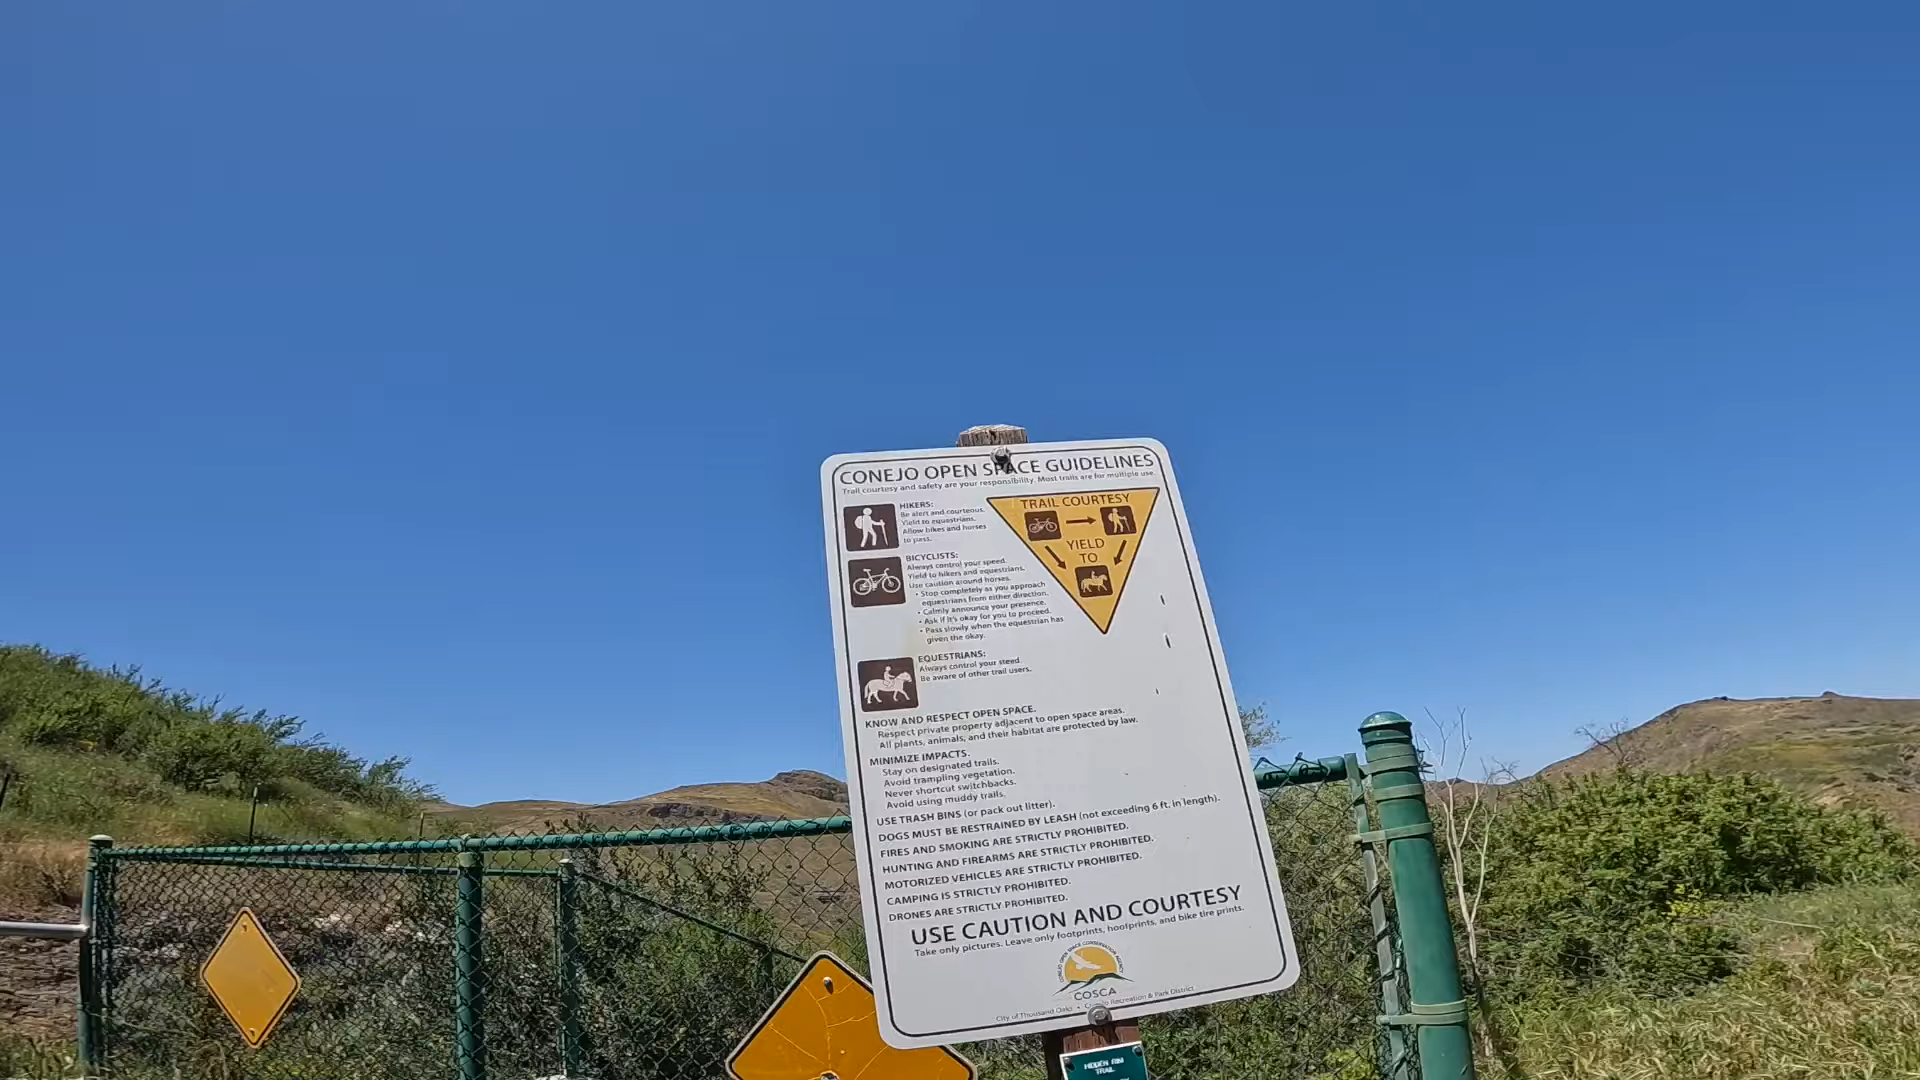 CONEJO OPEN SPACE GUIDELINES
Trail courtesy and safety are your responsibility. Most trails are for multiple use.
HIKERS:
Be alert and courteous.
Yield to equestrians.
Allow bikes and horses
to pass.
TRAIL COURTESY
YIELD
TO
BICYCLISTS:
Always control your speed.
Yield to hikers and equestrians.
Use caution around horses.
• Stop completely as you approach
equestrians from either direction.
• Calmly announce your presence.
• Ask if it's okay for you to proceed.
• Pass slowly when the equestrian has
given the okay.
EQUESTRIANS:
Always control your steed.
Be aware of other trail users.
KNOW AND RESPECT OPEN SPACE.
Respect private property adjacent to open space areas.
All plants, animals, and their habitat are protected by law.
MINIMIZE IMPACTS.
Stay on designated trails.
Avoid trampling vegetation.
Never shortcut switchbacks.
Avoid using muddy trails.
USE TRASH BINS (or pack out litter).
DOGS MUST BE RESTRAINED BY LEASH (not exceeding 6 ft. in length).
FIRES AND SMOKING ARE STRICTLY PROHIBITED.
HUNTING AND FIREARMS ARE STRICTLY PROHIBITED.
MOTORIZED VEHICLES ARE STRICTLY PROHIBITED.
CAMPING IS STRICTLY PROHIBITED.
DRONES ARE STRICTLY PROHIBITED.
USE CAUTION AND COURTESY
Take only pictures. Leave only footprints, hoofprints, and bike tire prints.
CONEJO OPEN SPACE CONSERVATION AGENCY
COSCA
City of Thousand Oaks • Conejo Recreation & Park District
HIDDEN RIM
TRAIL